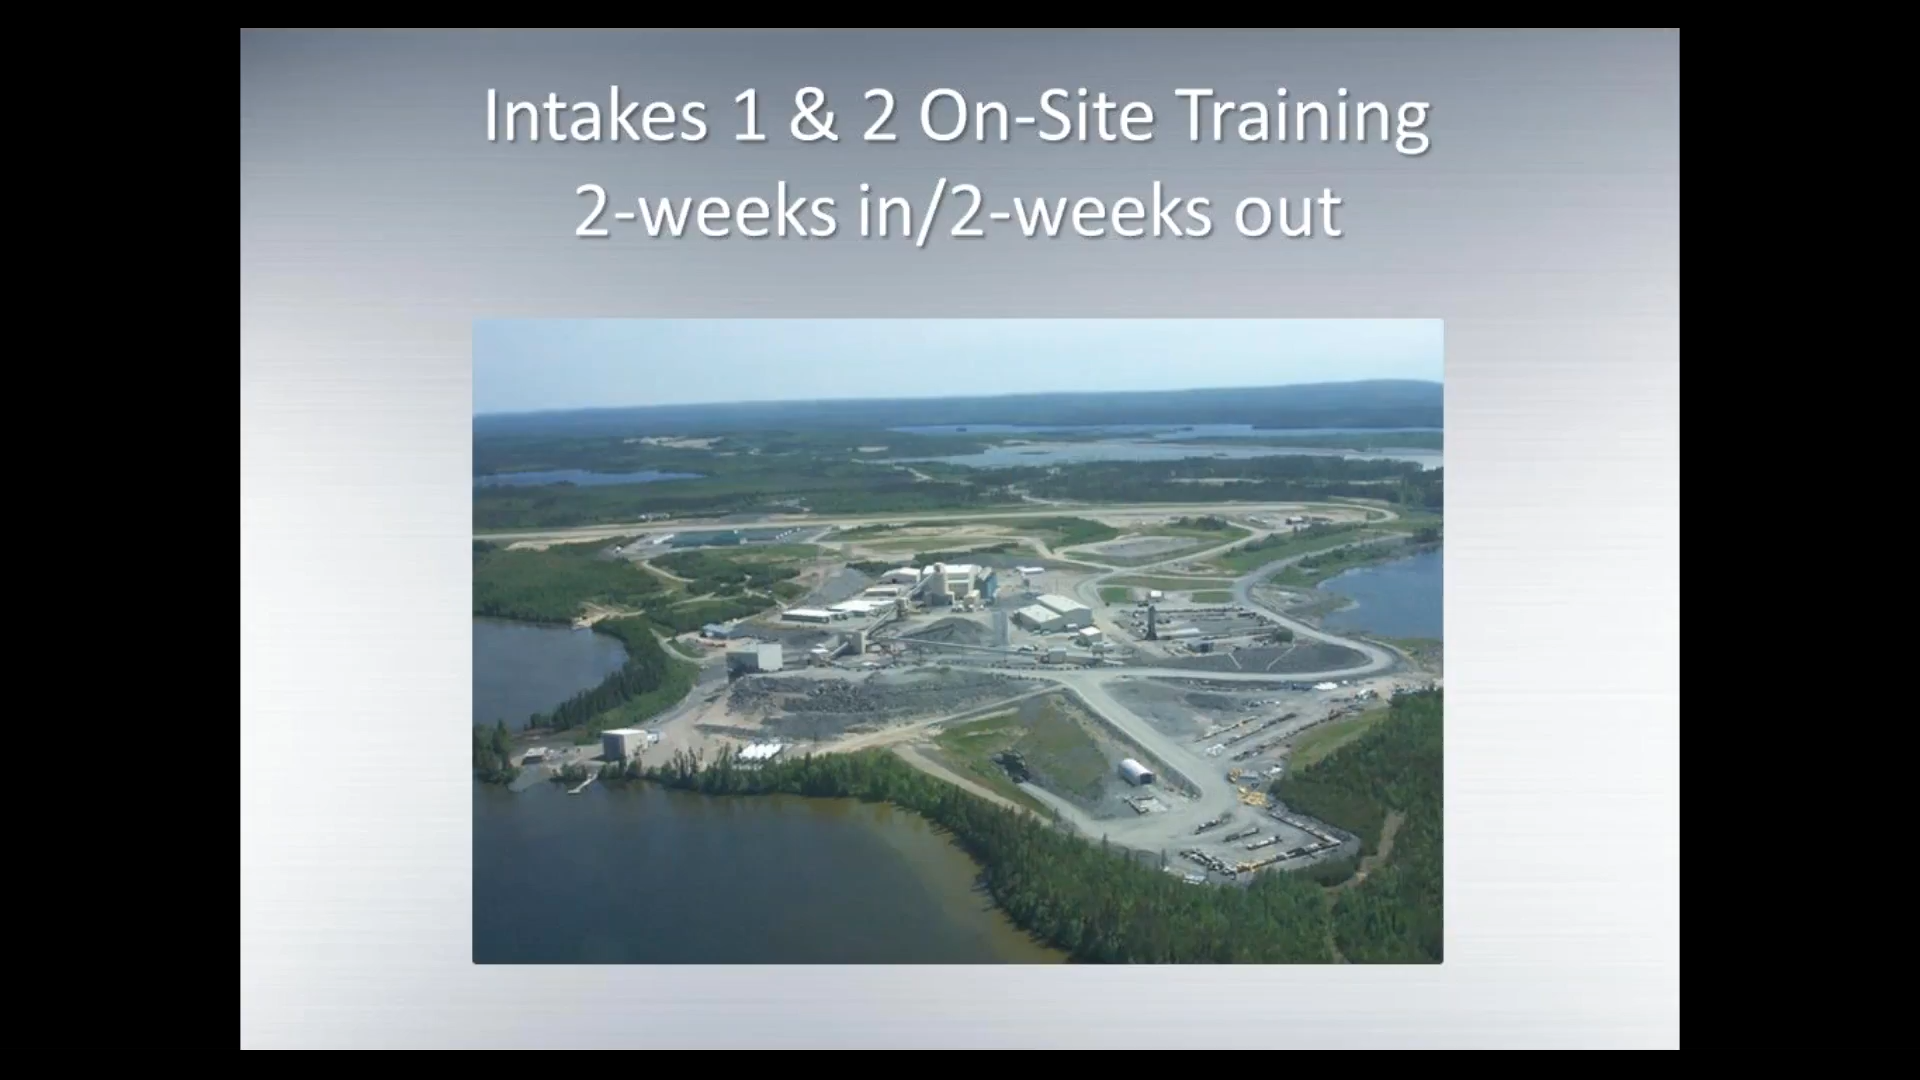 Intakes 1 & 2 On-Site Training
2-weeks in/2-weeks out